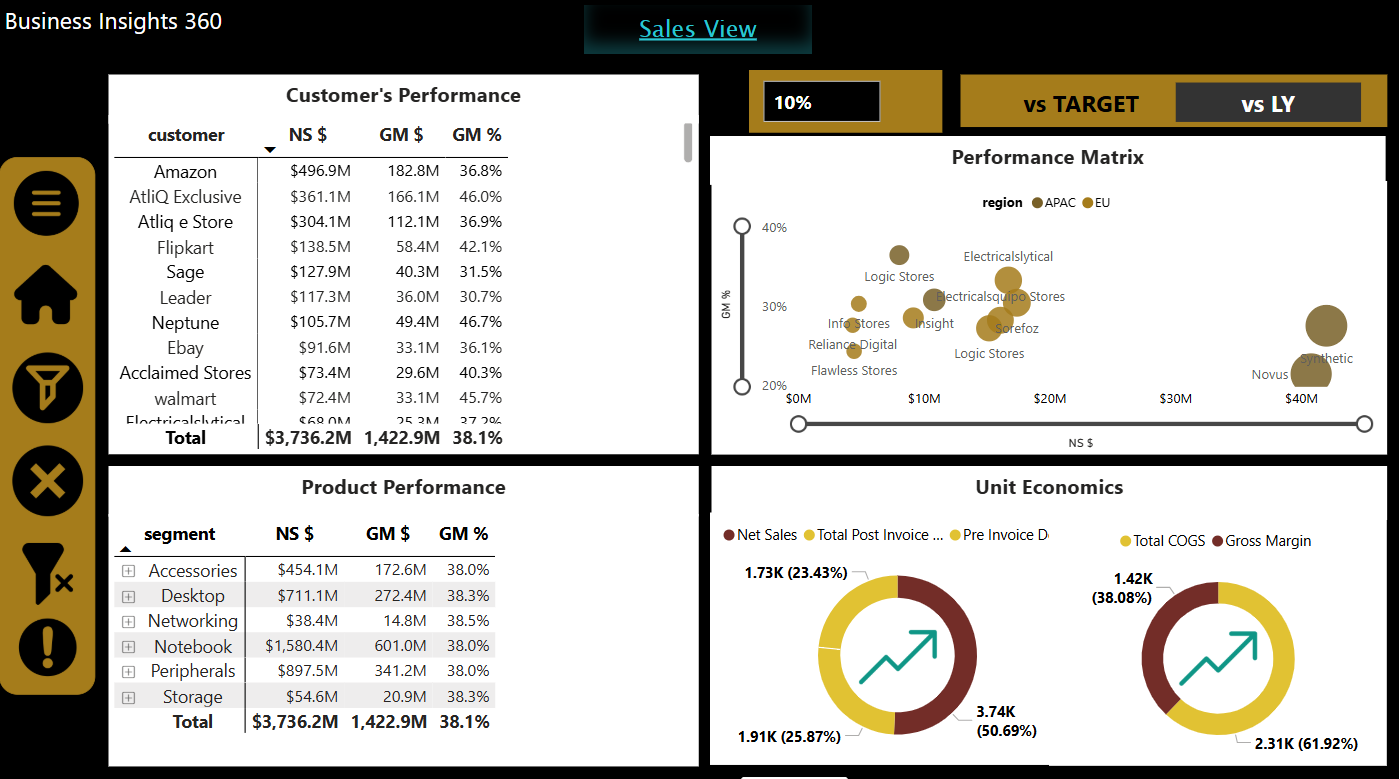 Business Insights 360
Sales View
Customer's Performance
customer NS $ GM $ GM %
Amazon $496.9M 182.8M 36.8%
AtliQ Exclusive $361.1M 166.1M 46.0%
Atliq e Store $304.1M 112.1M 36.9%
Flipkart $138.5M 58.4M 42.1%
Sage $127.9M 40.3M 31.5%
Leader $117.3M 36.0M 30.7%
Neptune $105.7M 49.4M 46.7%
Ebay $91.6M 33.1M 36.1%
Acclaimed Stores $73.4M 29.6M 40.3%
walmart $72.4M 33.1M 45.7%
Electricalslytical $68.0M 25.3M 37.2%
Total $3,736.2M 1,422.9M 38.1%
10%
vs TARGET vs LY
Performance Matrix
region APAC EU
GM %
40%
30%
20%
Electricalslytical
Logic Stores
Electricalsquipo Stores
Info Stores
Insight
Sorefoz
Reliance Digital
Logic Stores
Flawless Stores
Synthetic
Novus
$0M $10M $20M $30M $40M
NS $
Product Performance
segment NS $ GM $ GM %
Accessories $454.1M 172.6M 38.0%
Desktop $711.1M 272.4M 38.3%
Networking $38.4M 14.8M 38.5%
Notebook $1,580.4M 601.0M 38.0%
Peripherals $897.5M 341.2M 38.0%
Storage $54.6M 20.9M 38.3%
Total $3,736.2M 1,422.9M 38.1%
Unit Economics
Net Sales Total Post Invoice ... Pre Invoice D
1.73K (23.43%)
3.74K
(50.69%)
1.91K (25.87%)
Total COGS Gross Margin
1.42K
(38.08%)
2.31K (61.92%)